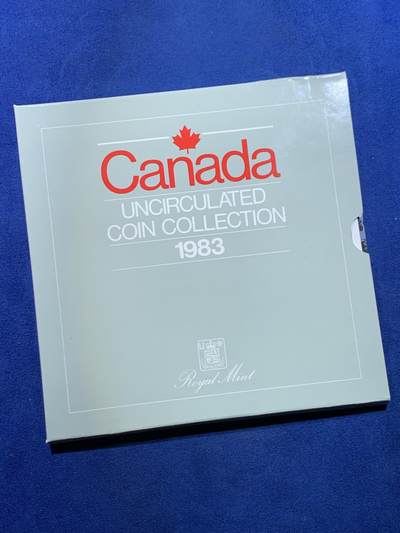 Canada
UNCIRCULATED
COIN COLLECTION
1983
Royal Mint